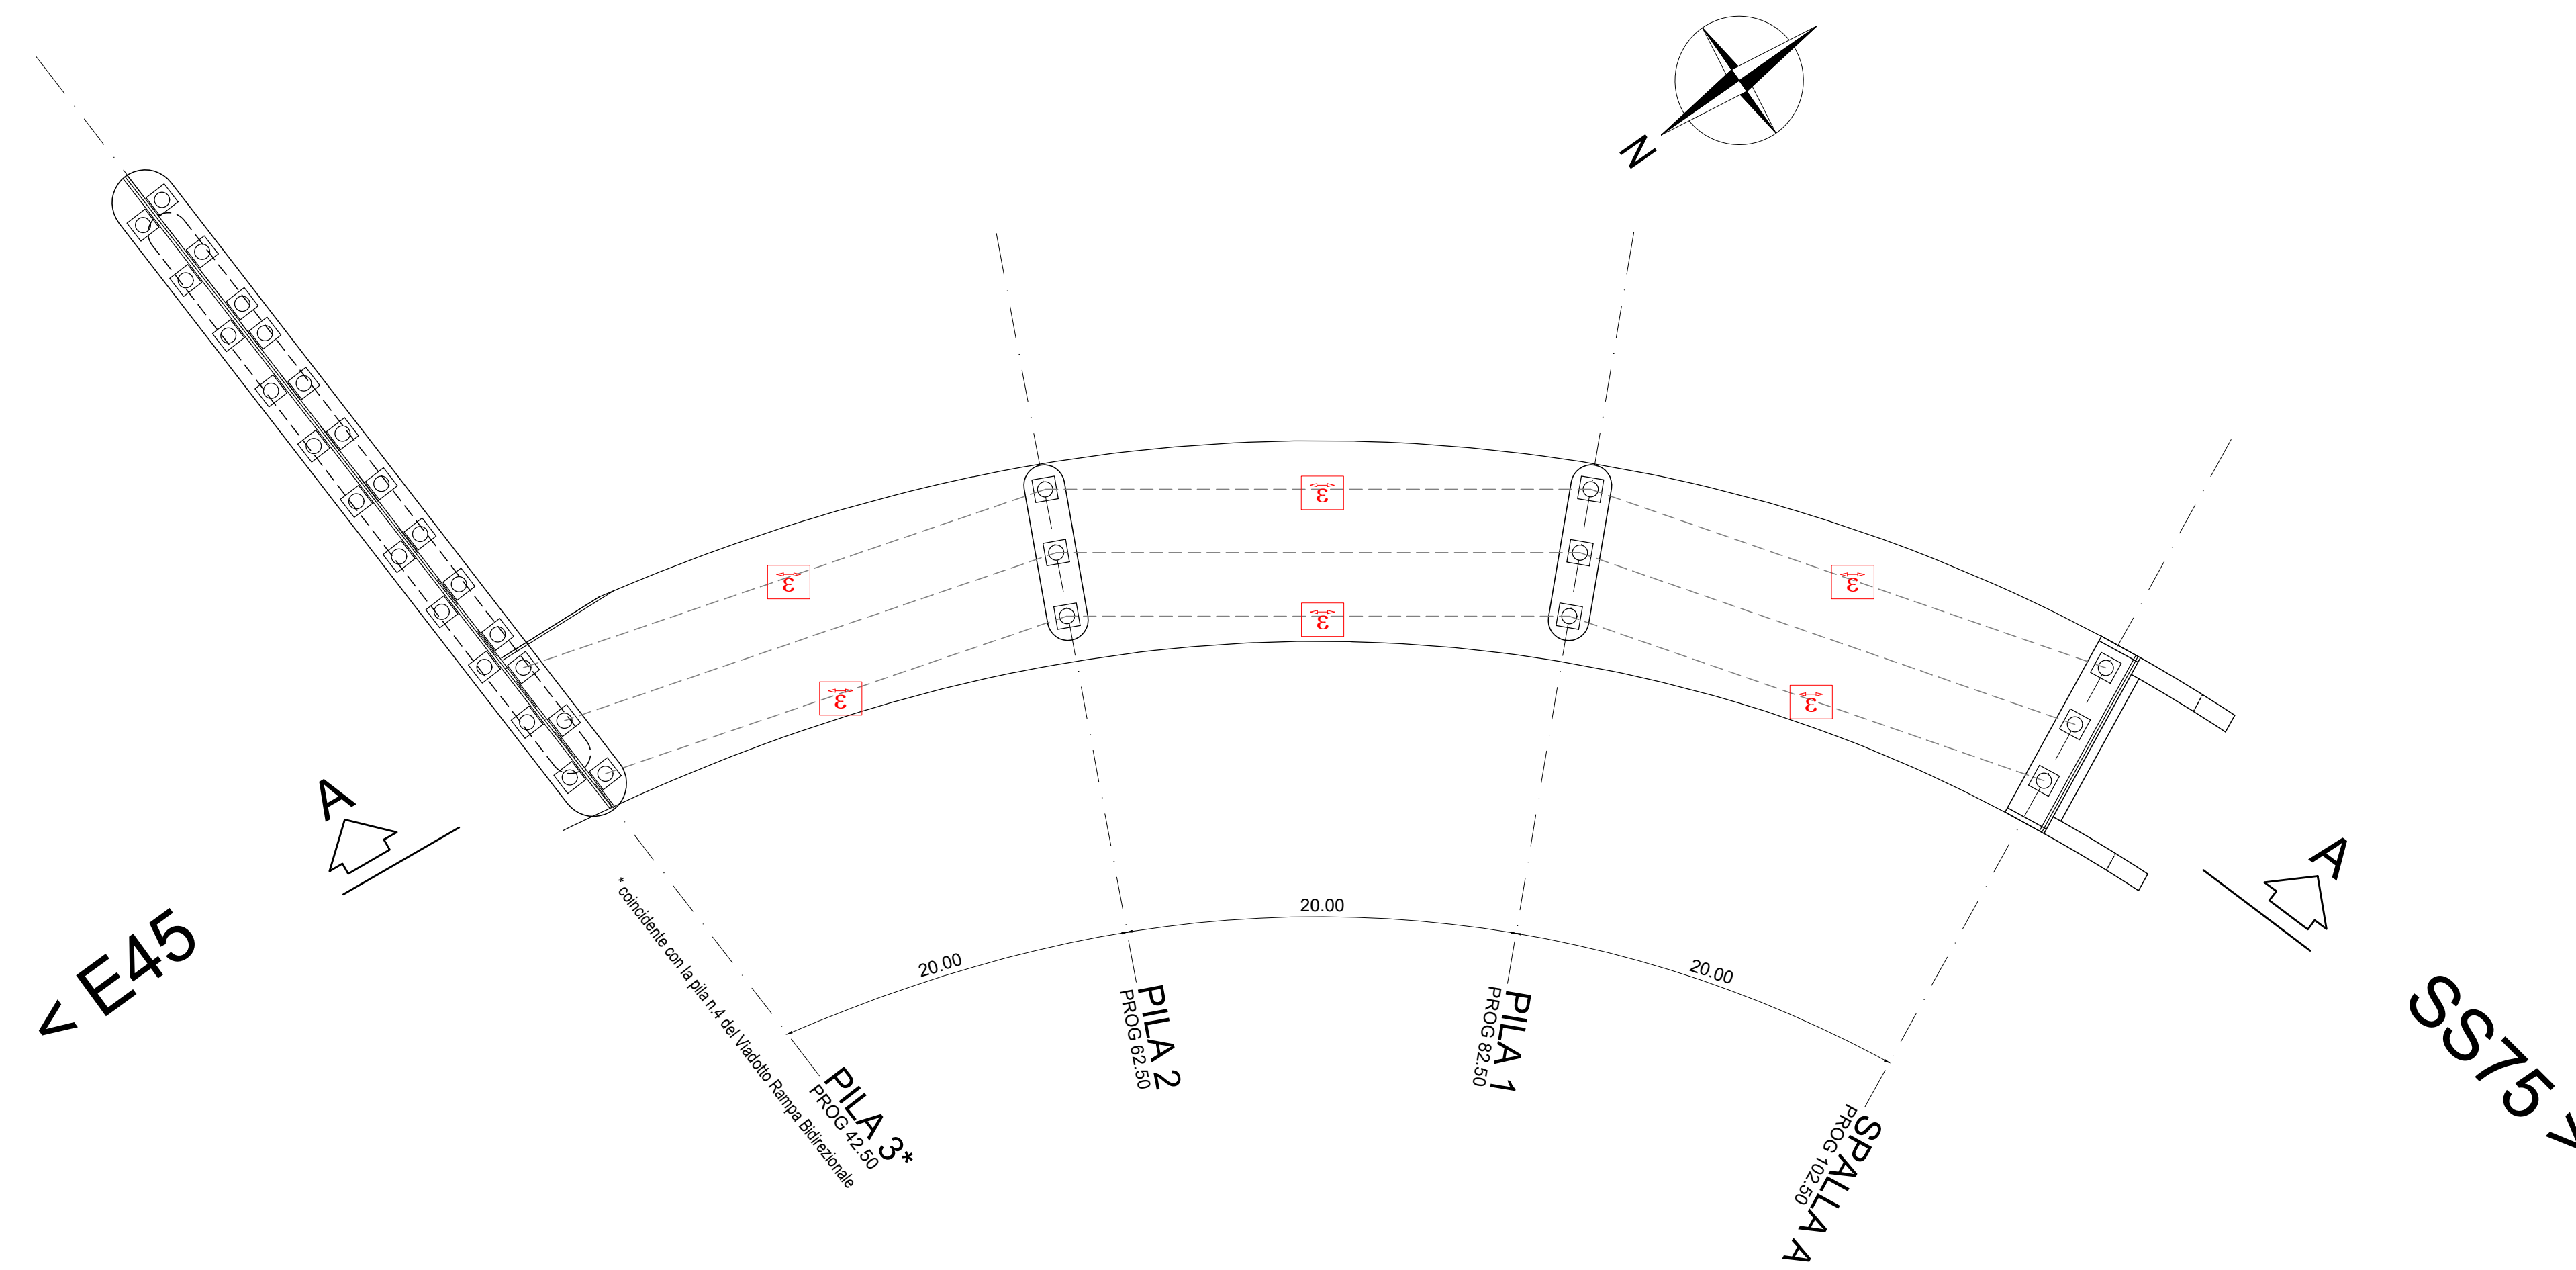 N
ε
ε
ε
ε
ε
ε
A
A
< E45
SS75 >
20.00
20.00
20.00
* coincidente con la pila n.4 del Viadotto Rampa Bidirezionale
PILA 3*
PROG 42.50
PILA 2
PROG 62.50
PILA 1
PROG 82.50
SPALLA A
PROG 102.50